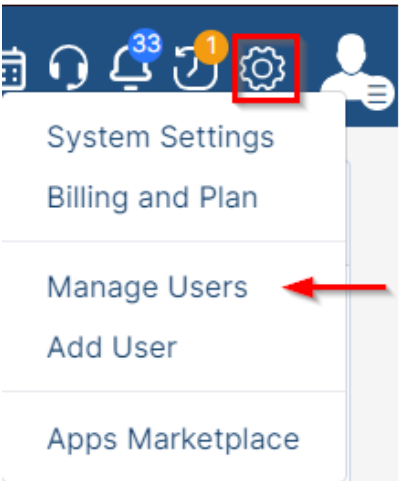 33
1
System Settings
Billing and Plan
Manage Users
Add User
Apps Marketplace